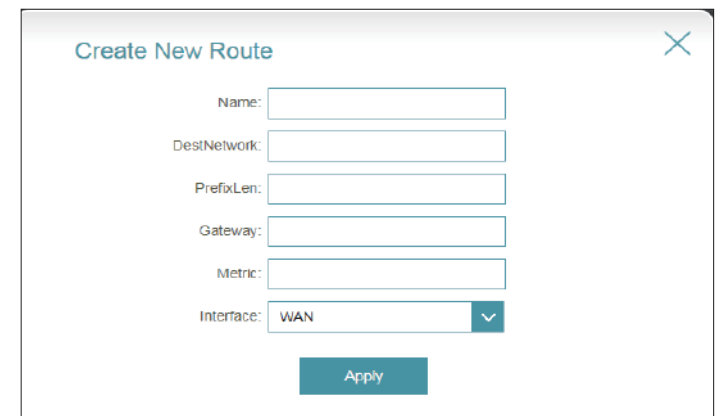 Create New Route
Name:
DestNetwork:
PrefixLen:
Gateway:
Metric:
Interface: WAN
Apply